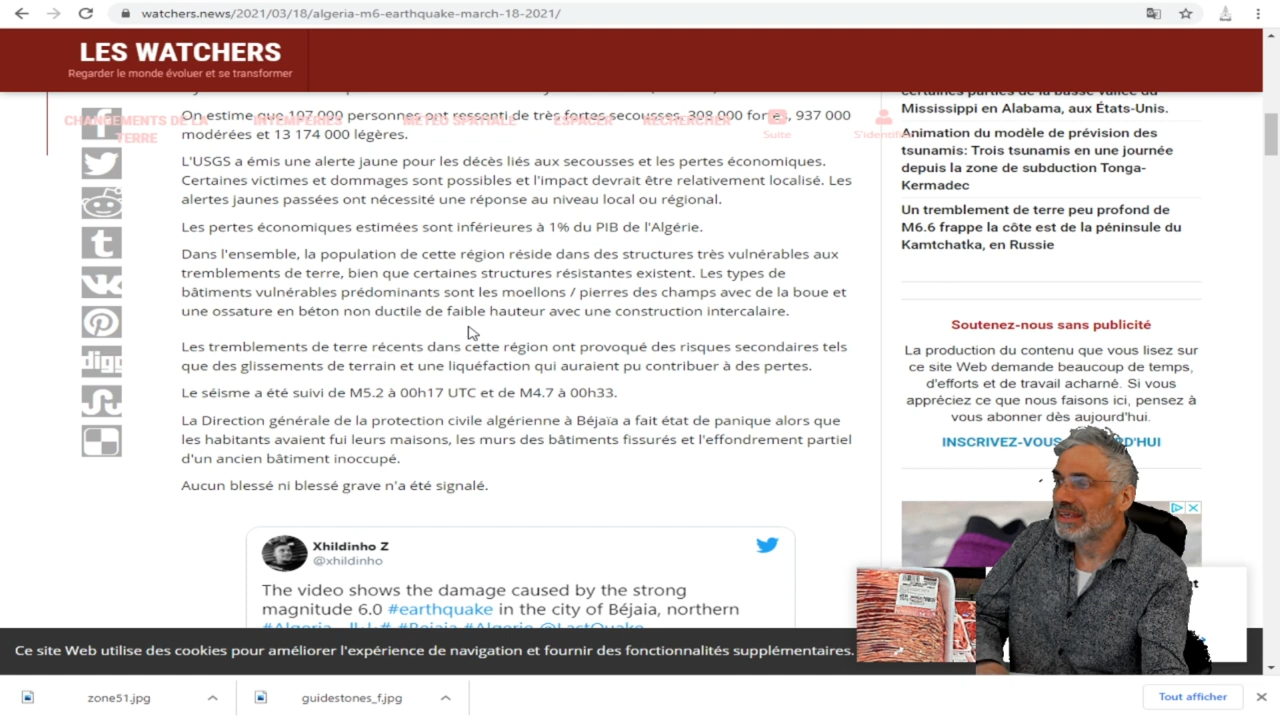 watchers.news/2021/03/18/algeria-m6-earthquake-march-18-2021/
LES WATCHERS
Regarder le monde évoluer et se transformer
CHANGEMENTS DE LA
TERRE
INTEMPÉRIES
MÉTÉO SPATIALE
ESPACER
RECHERCHER
Suite
S'identifi
On estime que 197 000 personnes ont ressenti de très fortes secousses, 308 000 fortes, 937 000
modérées et 13 174 000 légères.
L'USGS a émis une alerte jaune pour les décès liés aux secousses et les pertes économiques.
Certaines victimes et dommages sont possibles et l'impact devrait être relativement localisé. Les
alertes jaunes passées ont nécessité une réponse au niveau local ou régional.
Les pertes économiques estimées sont inférieures à 1% du PIB de l'Algérie.
Dans l'ensemble, la population de cette région réside dans des structures très vulnérables aux
tremblements de terre, bien que certaines structures résistantes existent. Les types de
bâtiments vulnérables prédominants sont les moellons / pierres des champs avec de la boue et
une ossature en béton non ductile de faible hauteur avec une construction intercalaire.
Les tremblements de terre récents dans cette région ont provoqué des risques secondaires tels
que des glissements de terrain et une liquéfaction qui auraient pu contribuer à des pertes.
Le séisme a été suivi de M5.2 à 00h17 UTC et de M4.7 à 00h33.
La Direction générale de la protection civile algérienne à Béjaïa a fait état de panique alors que
les habitants avaient fui leurs maisons, les murs des bâtiments fissurés et l'effondrement partiel
d'un ancien bâtiment inoccupé.
Aucun blessé ni blessé grave n'a été signalé.
Xhildinho Z
@xhildinho
The video shows the damage caused by the strong
magnitude 6.0 #earthquake in the city of Béjaia, northern
#Bejaia #Algerie @LastQuake
certaines parties de la basse vallée du
Mississippi en Alabama, aux États-Unis.
Animation du modèle de prévision des
tsunamis: Trois tsunamis en une journée
depuis la zone de subduction Tonga-
Kermadec
Un tremblement de terre peu profond de
M6.6 frappe la côte est de la péninsule du
Kamtchatka, en Russie
Soutenez-nous sans publicité
La production du contenu que vous lisez sur
ce site Web demande beaucoup de temps,
d'efforts et de travail acharné. Si vous
appréciez ce que nous faisons ici, pensez à
vous abonner dès aujourd'hui.
INSCRIVEZ-VOUS RD'HUI
nt
Ce site Web utilise des cookies pour améliorer l'expérience de navigation et fournir des fonctionnalités supplémentaires.
zone51.jpg
guidestones_f.jpg
Tout afficher